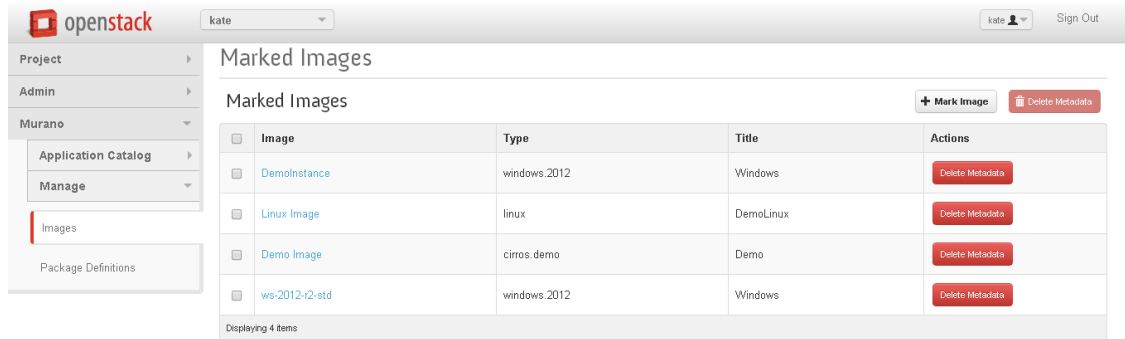 openstack
kate
kate
Sign Out
Project
Admin
Murano
Application Catalog
Manage
Images
Package Definitions
Marked Images
Marked Images
Mark Image
Delete Metadata
Image Type Title Actions
DemoInstance windows.2012 Windows Delete Metadata
Linux Image linux DemoLinux Delete Metadata
Demo Image cirros.demo Demo Delete Metadata
ws-2012-r2-std windows.2012 Windows Delete Metadata
Displaying 4 items